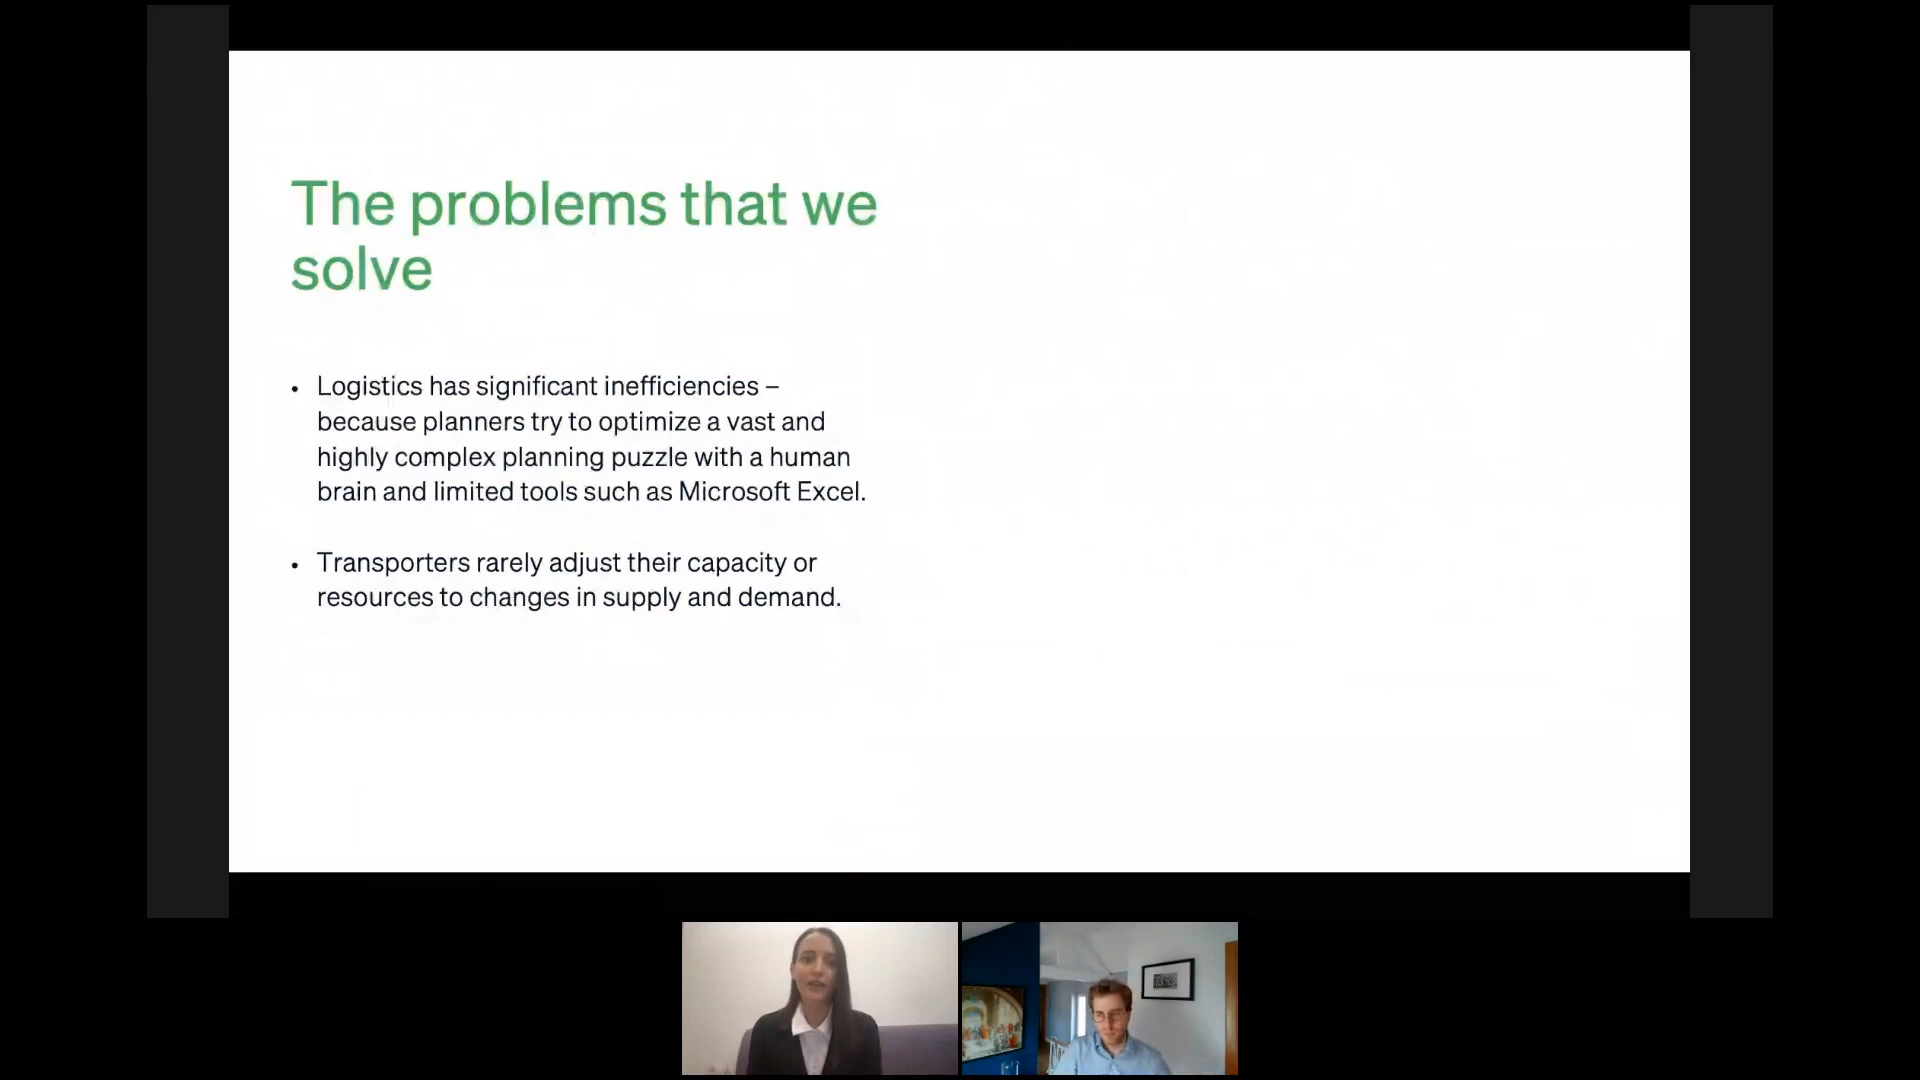 The problems that we
solve
• Logistics has significant inefficiencies –
because planners try to optimize a vast and
highly complex planning puzzle with a human
brain and limited tools such as Microsoft Excel.
• Transporters rarely adjust their capacity or
resources to changes in supply and demand.